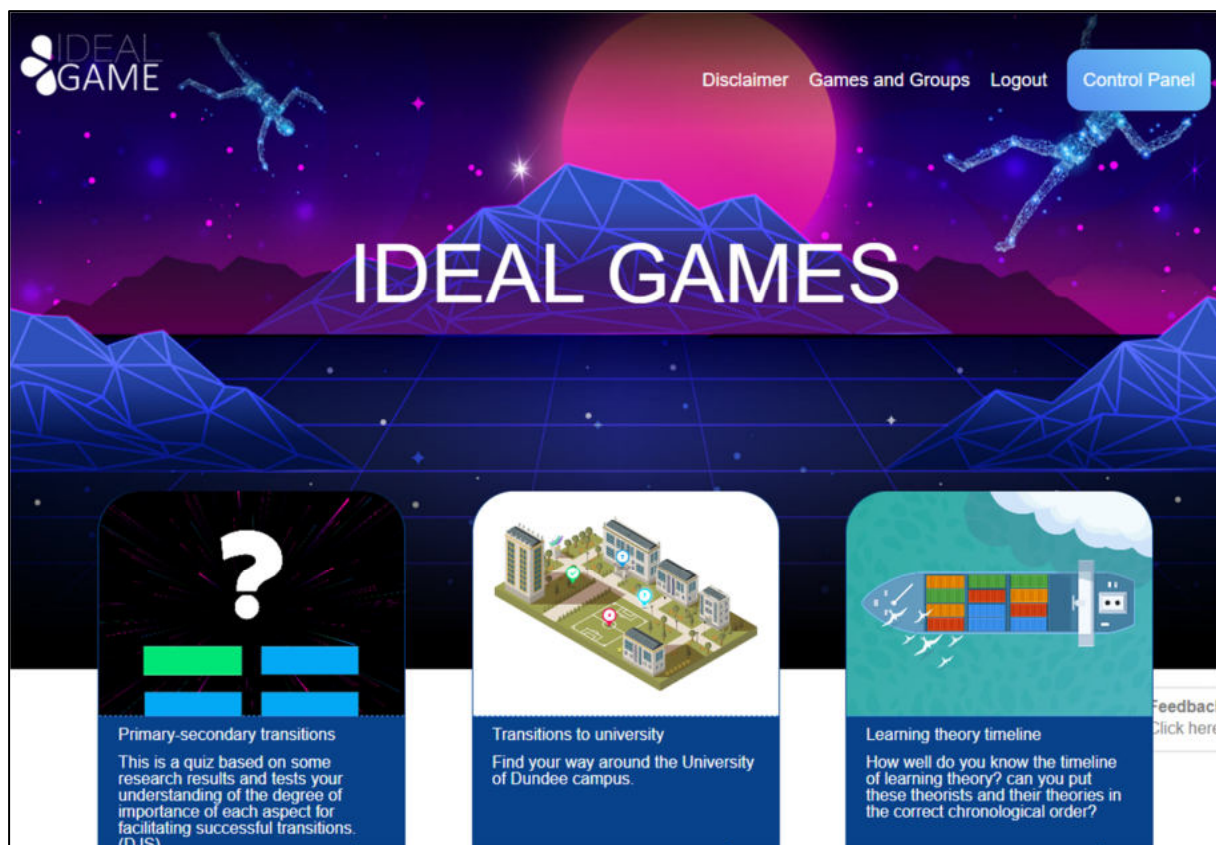 IDEAL
GAME
Disclaimer Games and Groups Logout Control Panel
IDEAL GAMES
?
Primary-secondary transitions
This is a quiz based on some
research results and tests your
understanding of the degree of
importance of each aspect for
facilitating successful transitions.
(DJS)
Transitions to university
Find your way around the University
of Dundee campus.
Learning theory timeline
How well do you know the timeline
of learning theory? can you put
these theorists and their theories in
the correct chronological order?
Feedback
Click here